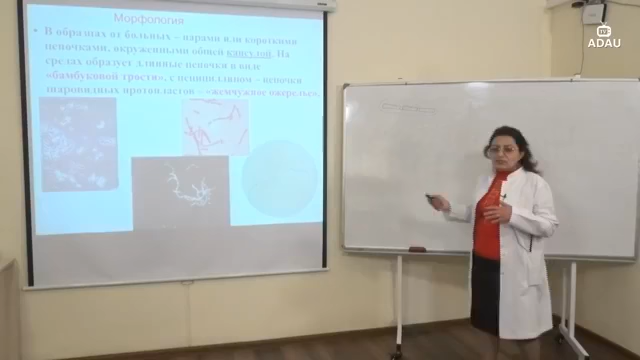 Морфология
• В образцах от больных – парами или короткими
цепочками, окруженными общей капсулой. На
средах образует длинные цепочки в виде
«бамбуковой трости», с пенициллином – цепочки
шаровидных протопластов – «жемчужное ожерелье».
TV
ADAU